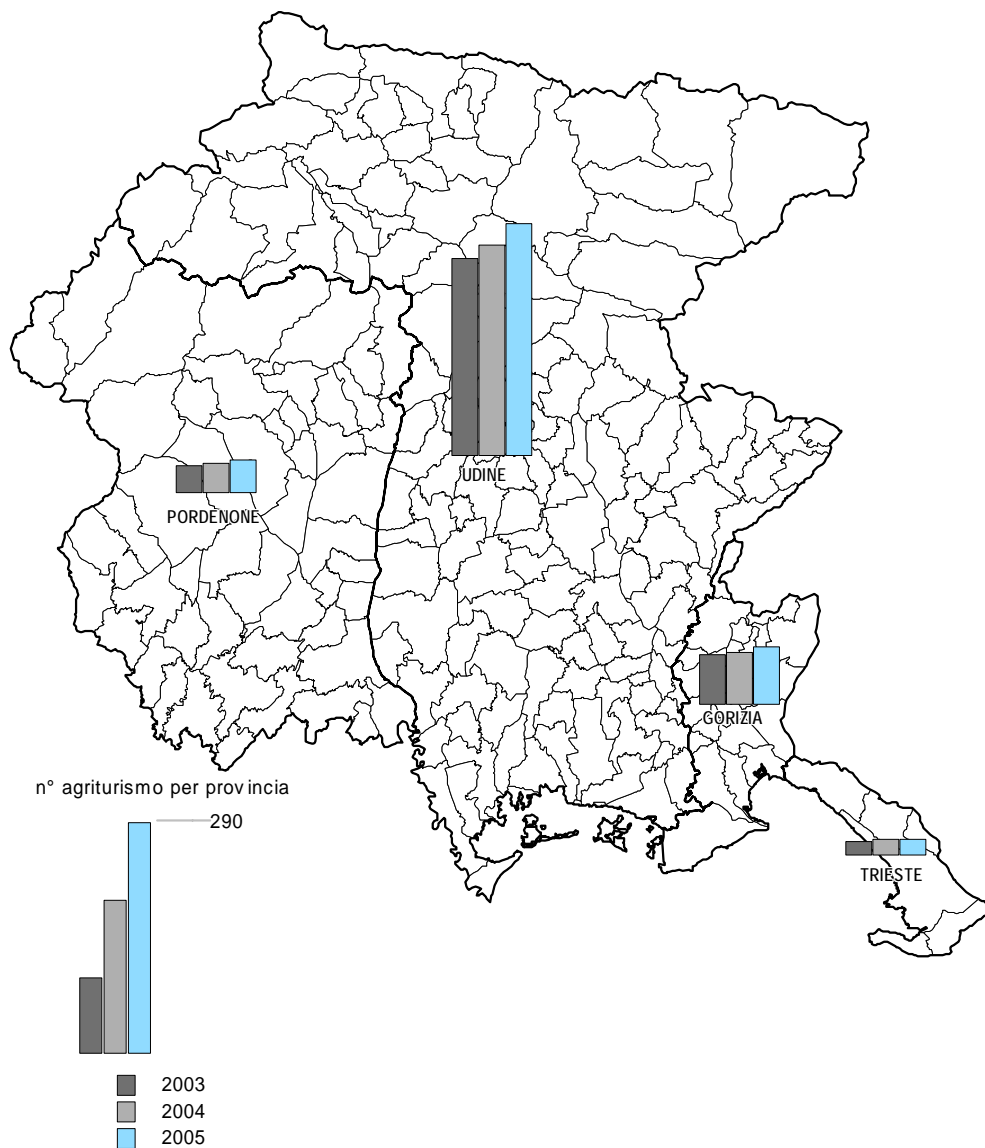 UDINE
PORDENONE
GORIZIA
n° agriturismo per provincia
290
TRIESTE
2003
2004
2005